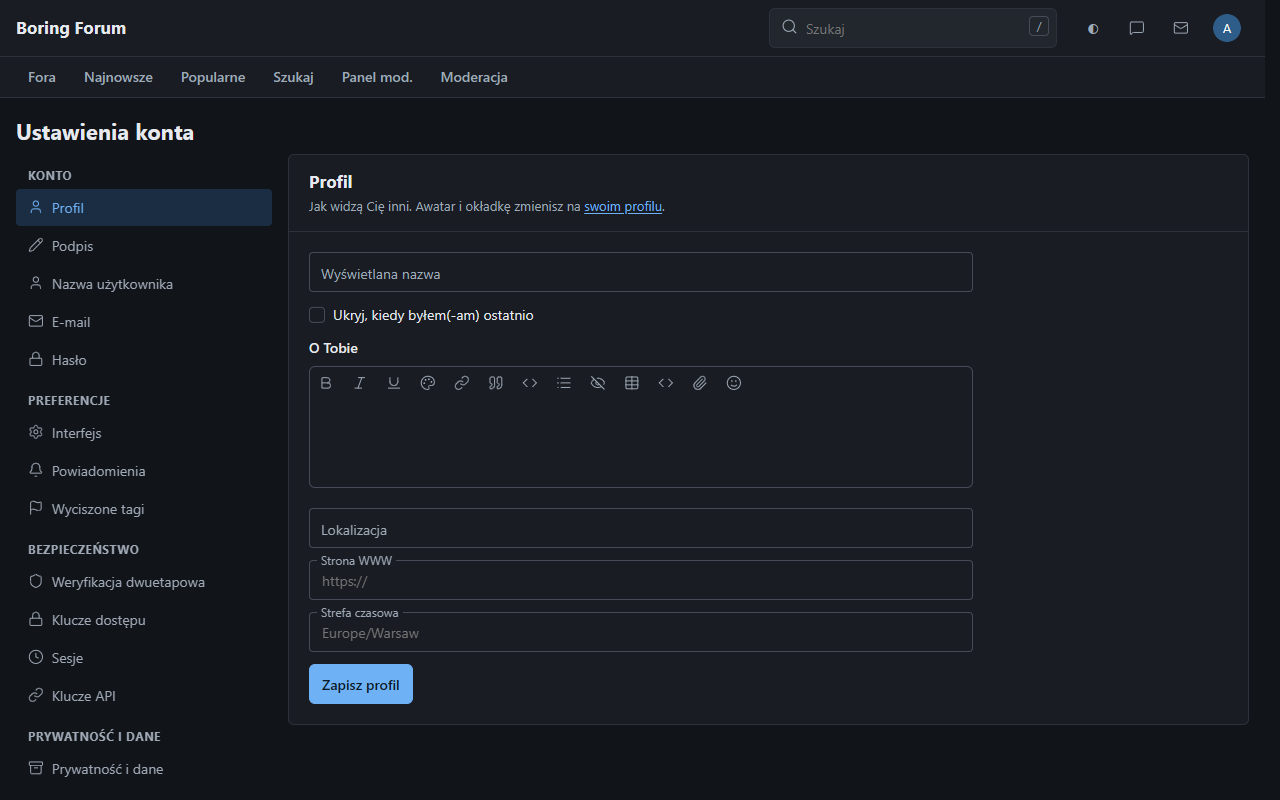 Boring Forum
Szukaj /
A
Fora Najnowsze Popularne Szukaj Panel mod. Moderacja
Ustawienia konta
KONTO
Profil
Podpis
Nazwa użytkownika
E-mail
Hasło
PREFERENCJE
Interfejs
Powiadomienia
Wyciszone tagi
BEZPIECZEŃSTWO
Weryfikacja dwuetapowa
Klucze dostępu
Sesje
Klucze API
PRYWATNOŚĆ I DANE
Prywatność i dane
Profil
Jak widzą Cię inni. Awatar i okładkę zmienisz na swoim profilu.
Wyświetlana nazwa
Ukryj, kiedy byłem(-am) ostatnio
O Tobie
Lokalizacja
Strona WWW
https://
Strefa czasowa
Europe/Warsaw
Zapisz profil